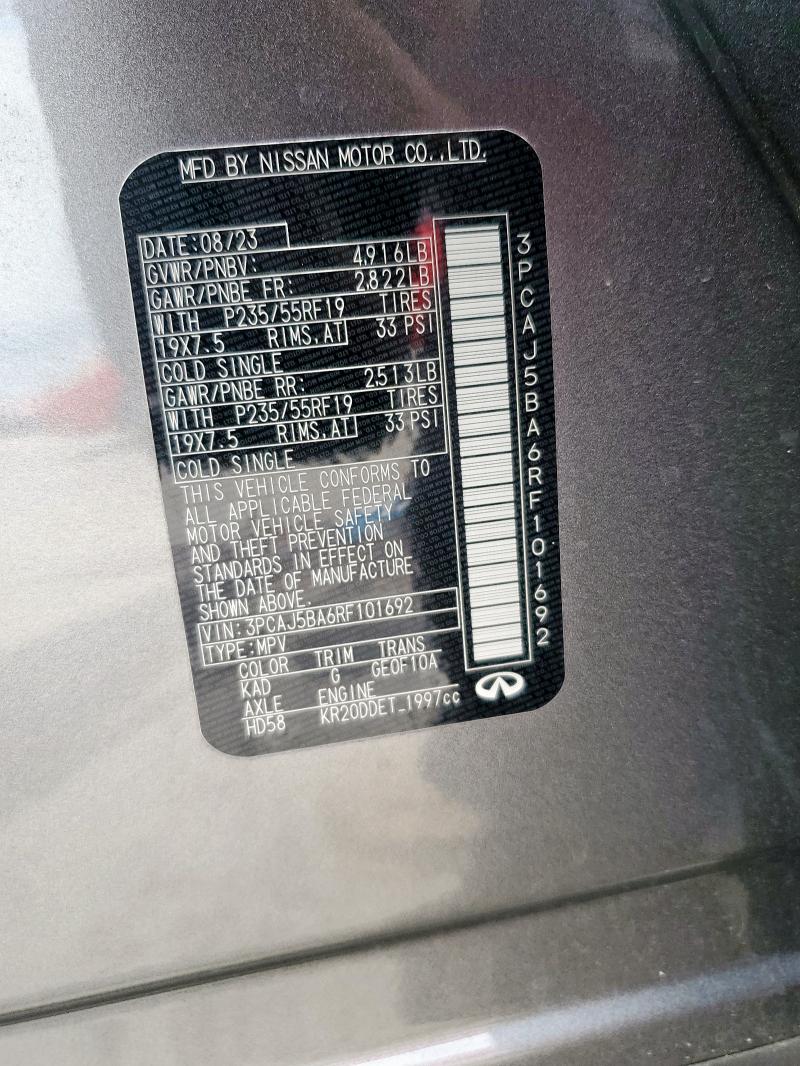 MFD BY NISSAN MOTOR CO.,LTD.
DATE:08/23
GVWR/PNBV: 4,916LB
GAWR/PNBE FR: 2,822LB
WITH P235/55RF19 TIRES
19X7.5 RIMS,AT 33 PSI
COLD SINGLE
GAWR/PNBE RR: 2,513LB
WITH P235/55RF19 TIRES
19X7.5 RIMS,AT 33 PSI
COLD SINGLE
THIS VEHICLE CONFORMS TO
ALL APPLICABLE FEDERAL
MOTOR VEHICLE SAFETY
AND THEFT PREVENTION
STANDARDS IN EFFECT ON
THE DATE OF MANUFACTURE
SHOWN ABOVE.
VIN:3PCAJ5BA6RF101692
TYPE:MPV
COLOR TRIM TRANS
KAD G GE0F10A
AXLE ENGINE
HD58 KR20DDET_1997cc
3PCAJ5BA6RF101692